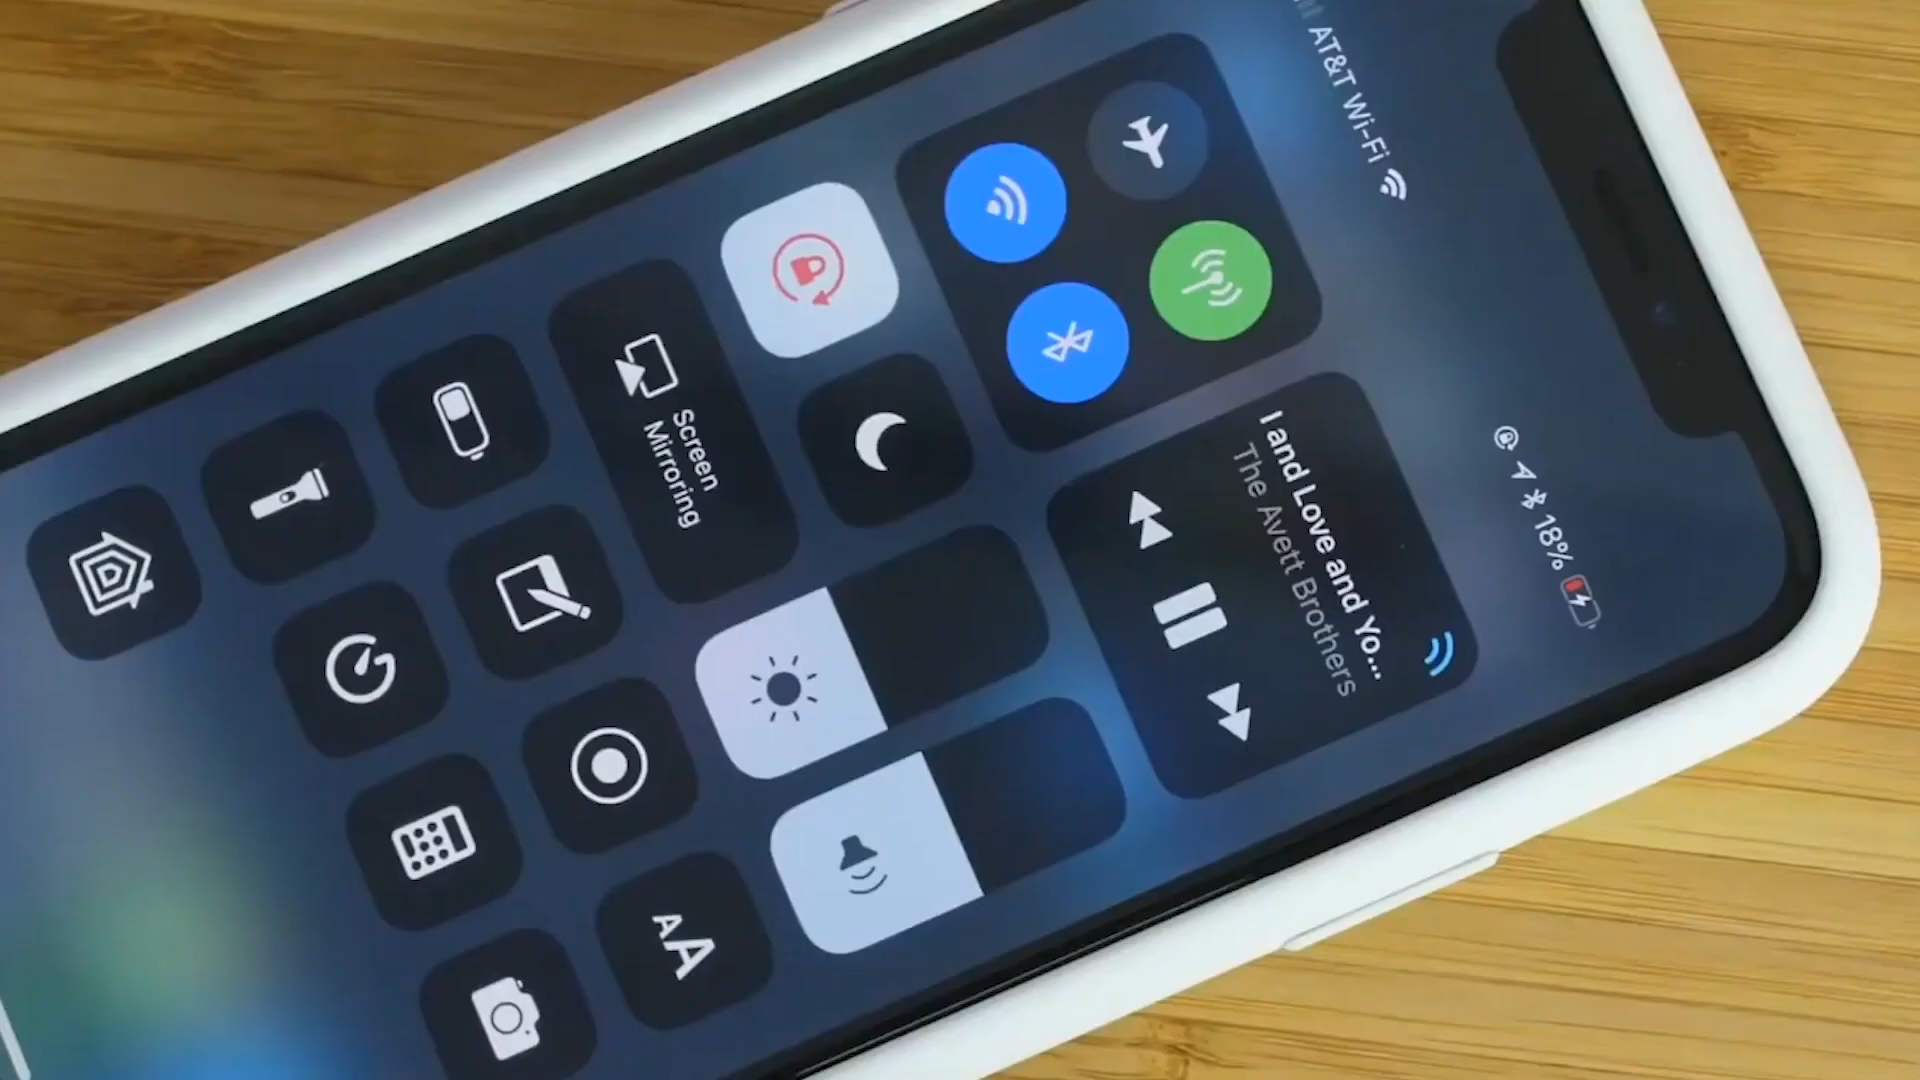 AT&T Wi-Fi
18%
I and Love and Yo...
The Avett Brothers
Screen
Mirroring
AA